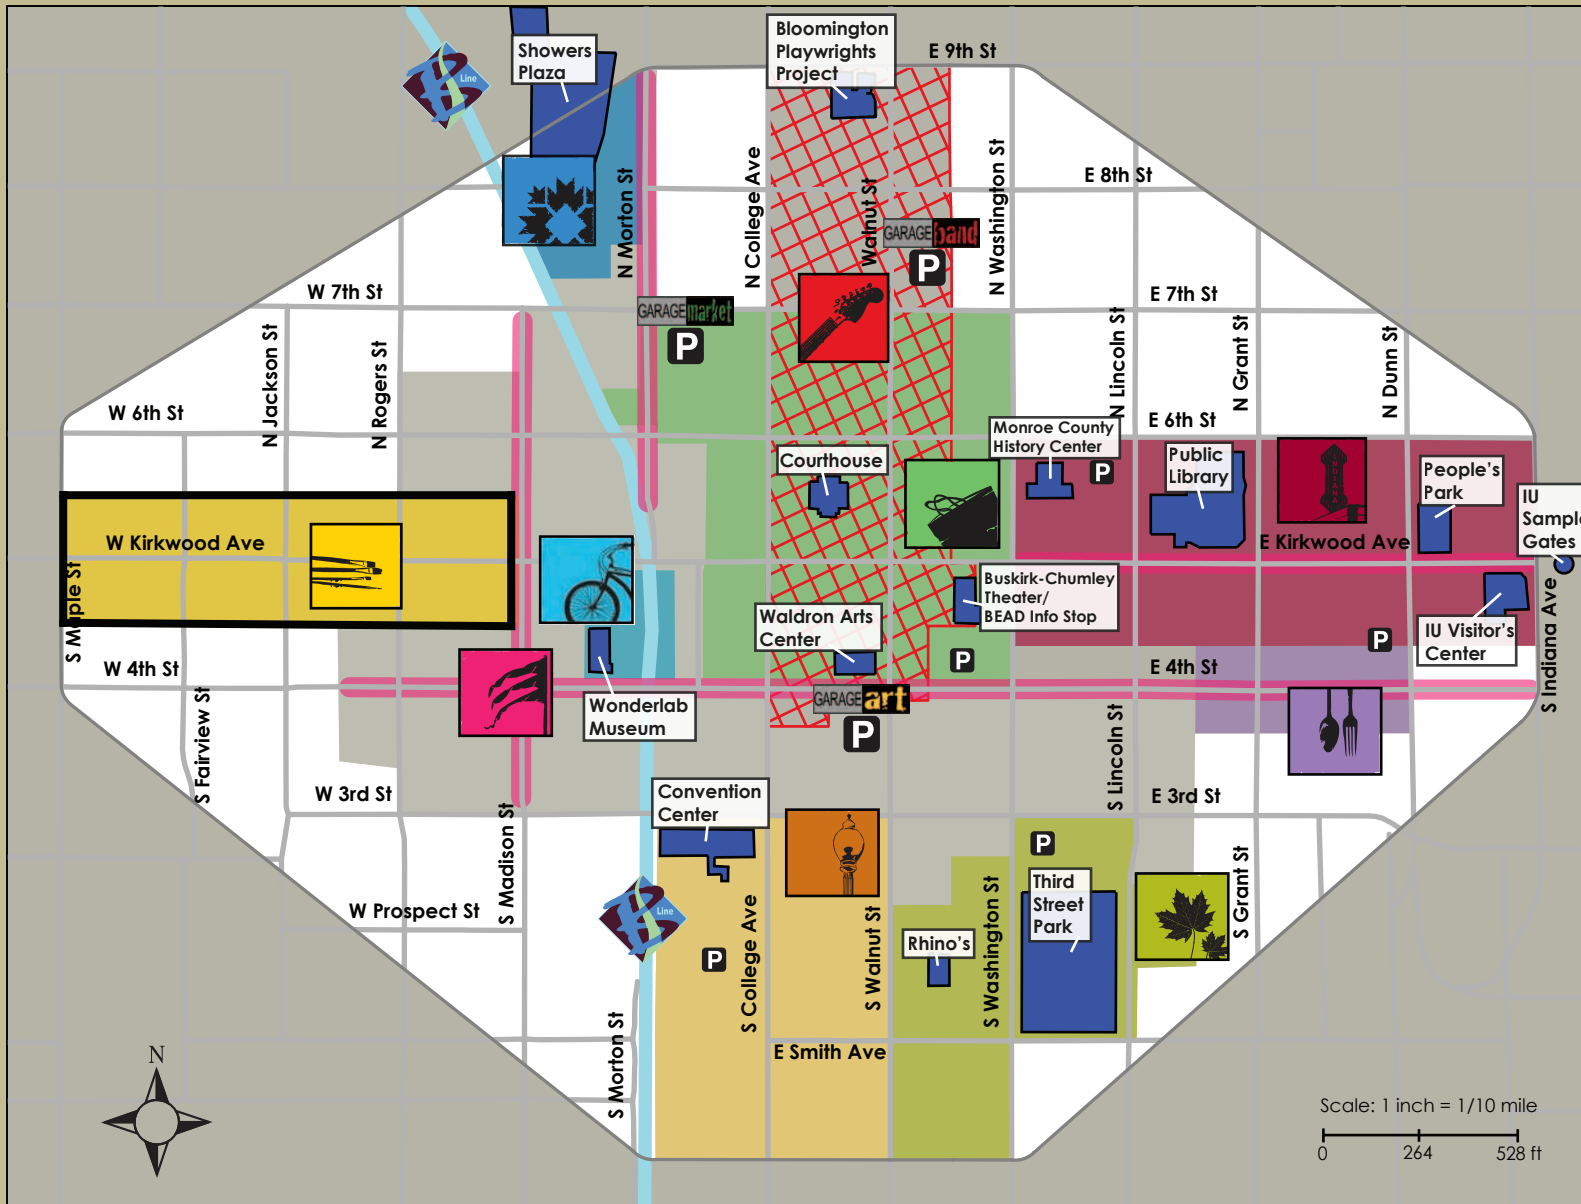 Showers
Plaza
Line
Bloomington
Playwrights
Project
E 9th St
E 8th St
N Morton St
N College Ave
Walnut St
N Washington St
GARAGE band
P
W 7th St
GARAGE market
P
E 7th St
N Jackson St
N Rogers St
N Lincoln St
N Grant St
N Dunn St
W 6th St
E 6th St
Monroe County
History Center
P
Courthouse
Public
Library
INDIANA
People's
Park
IU
Sample
Gates
W Kirkwood Ave
E Kirkwood Ave
S Maple St
Buskirk-Chumley
Theater/
BEAD Info Stop
Waldron Arts
Center
P
P
IU Visitor's
Center
S Indiana Ave
W 4th St
E 4th St
Wonderlab
Museum
GARAGE art
P
S Fairview St
S Lincoln St
W 3rd St
E 3rd St
Convention
Center
S Madison St
P
Third
Street
Park
S Grant St
W Prospect St
Line
P
S College Ave
S Walnut St
Rhino's
S Washington St
S Morton St
E Smith Ave
N
Scale: 1 inch = 1/10 mile
0 264 528 ft